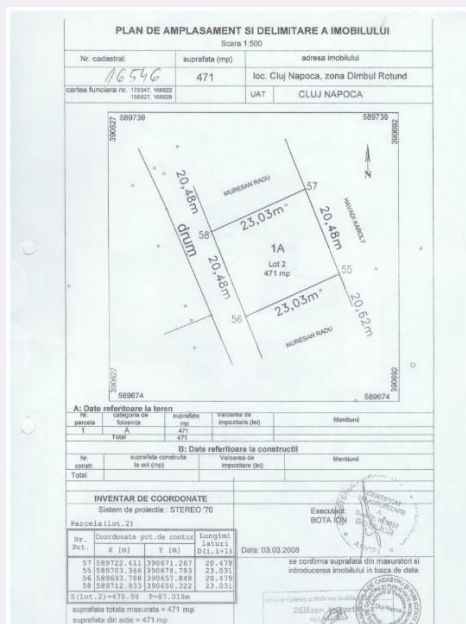 PLAN DE AMPLASAMENT SI DELIMITARE A IMOBILULUI
Scara 1:500
Nr. cadastral: suprafata (mp) adresa imobilului
16546 471 loc. Cluj Napoca, zona Dimbul Rotund
cartea funciara nr. 170347, 168522
UAT CLUJ NAPOCA
589739 589739
390627 390692
N
MURESAN RADU
57
20,48m
23,03m
58
drum
1A
Lot 2
471 mp
20,48m
20,48m
55
56
23,03m
20,62m
MURESAN RADU
390627 390692
589674 589674
A: Date referitoare la teren
Nr. parcela categoria de folosinta suprafata mp Valoarea de impozitare (lei) Mentiuni
1 A 471
Total 471
B: Date referitoare la constructii
Nr. constr. suprafata construita la sol (mp) Valoarea de impozitare (lei) Mentiuni
Total
INVENTAR DE COORDONATE
Sistem de proiectie : STEREO '70
Parcela(lot.2)
Nr. Pct. Coordonate pct.de contur Lungimi laturi
X [m] Y [m] D(i,i+1)
57 589722.411 390671.267 20.479
55 589703.366 390678.793 23.031
56 589693.788 390657.848 20.479
58 589712.833 390650.322 23.031
S(lot.2)=470.98 P=87.018m
suprafata totala masurata = 471 mp
suprafata din acte = 471 mp
Executant
BOTA ION
Data: 03.03.2008
se confirma suprafata din masuratori si
introducerea imobilului in baza de date